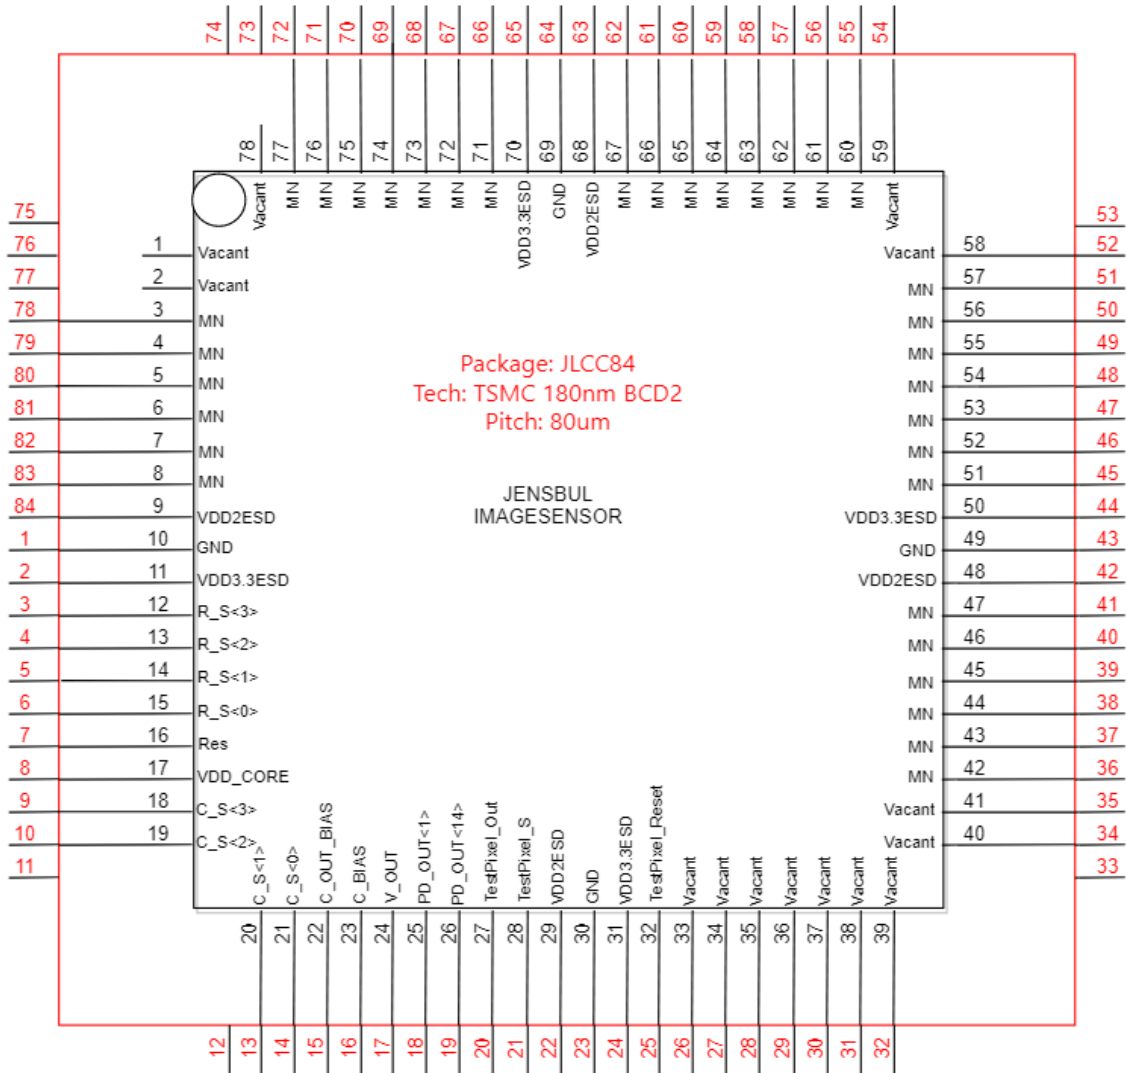 74 73 72 71 70 69 68 67 66 65 64 63 62 61 60 59 58 57 56 55 54
78 77 76 75 74 73 72 71 70 69 68 67 66 65 64 63 62 61 60 59
Vacant MN MN MN MN MN MN MN VDD3.3ESD GND VDD2ESD MN MN MN MN MN MN MN MN Vacant
75
53
76 1 Vacant
Vacant 58 52
77 2 Vacant
MN 57 51
78 3 MN
MN 56 50
79 4 MN
MN 55 49
80 5 MN
MN 54 48
81 6 MN
MN 53 47
82 7 MN
MN 52 46
83 8 MN
MN 51 45
84 9 VDD2ESD
VDD3.3ESD 50 44
1 10 GND
GND 49 43
2 11 VDD3.3ESD
VDD2ESD 48 42
3 12 R_S<3>
MN 47 41
4 13 R_S<2>
MN 46 40
5 14 R_S<1>
MN 45 39
6 15 R_S<0>
MN 44 38
7 16 Res
MN 43 37
8 17 VDD_CORE
MN 42 36
9 18 C_S<3>
Vacant 41 35
10 19 C_S<2>
Vacant 40 34
11
33
Package: JLCC84
Tech: TSMC 180nm BCD2
Pitch: 80um
JENSBUL
IMAGESENSOR
C_S<1> C_S<0> C_OUT_BIAS C_BIAS V_OUT PD_OUT<1> PD_OUT<14> TestPixel_Out TestPixel_S VDD2ESD GND VDD3.3ESD TestPixel_Reset Vacant Vacant Vacant Vacant Vacant Vacant Vacant
20 21 22 23 24 25 26 27 28 29 30 31 32 33 34 35 36 37 38 39
12 13 14 15 16 17 18 19 20 21 22 23 24 25 26 27 28 29 30 31 32